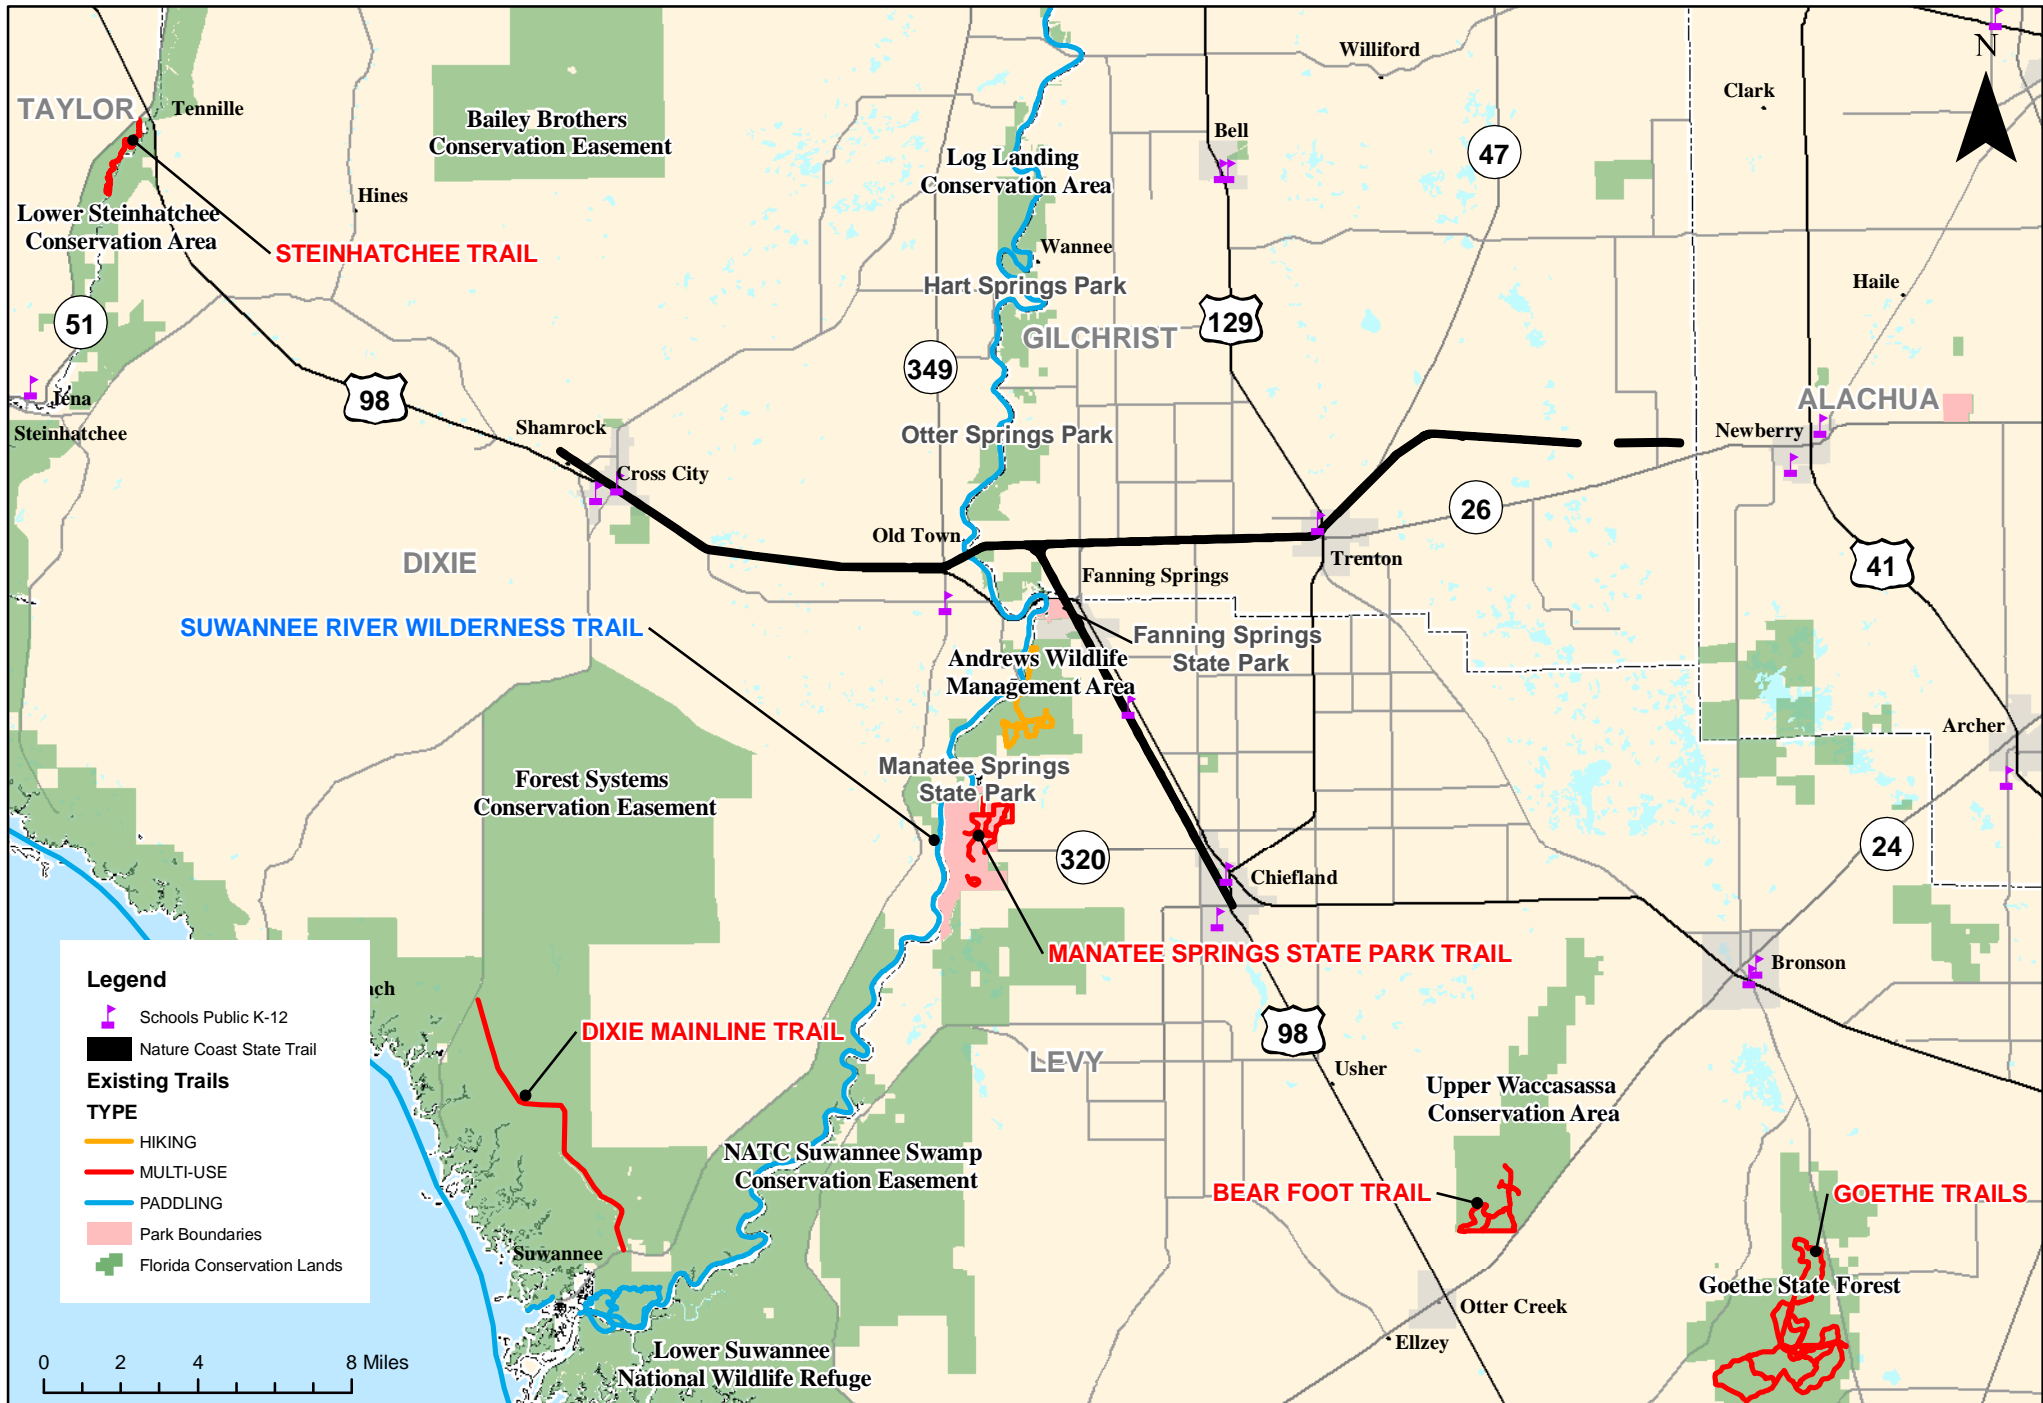 N
Williford
Clark
TAYLOR
Tennille
Bailey Brothers
Conservation Easement
Bell
47
Log Landing
Conservation Area
Hines
Lower Steinhatchee
Conservation Area
STEINHATCHEE TRAIL
Wannee
Hart Springs Park
Haile
51
129
GILCHRIST
349
98
Jena
Steinhatchee
ALACHUA
Newberry
Shamrock
Otter Springs Park
Cross City
26
Old Town
DIXIE
Trenton
41
Fanning Springs
SUWANNEE RIVER WILDERNESS TRAIL
Fanning Springs
State Park
Andrews Wildlife
Management Area
Archer
Manatee Springs
State Park
Forest Systems
Conservation Easement
320
24
Chiefland
MANATEE SPRINGS STATE PARK TRAIL
Bronson
DIXIE MAINLINE TRAIL
98
LEVY
Usher
Upper Waccasassa
Conservation Area
NATC Suwannee Swamp
Conservation Easement
BEAR FOOT TRAIL
GOETHE TRAILS
Suwannee
Goethe State Forest
Otter Creek
Ellzey
Lower Suwannee
National Wildlife Refuge
Legend
Schools Public K-12
Nature Coast State Trail
Existing Trails
TYPE
HIKING
MULTI-USE
PADDLING
Park Boundaries
Florida Conservation Lands
0 2 4 8 Miles